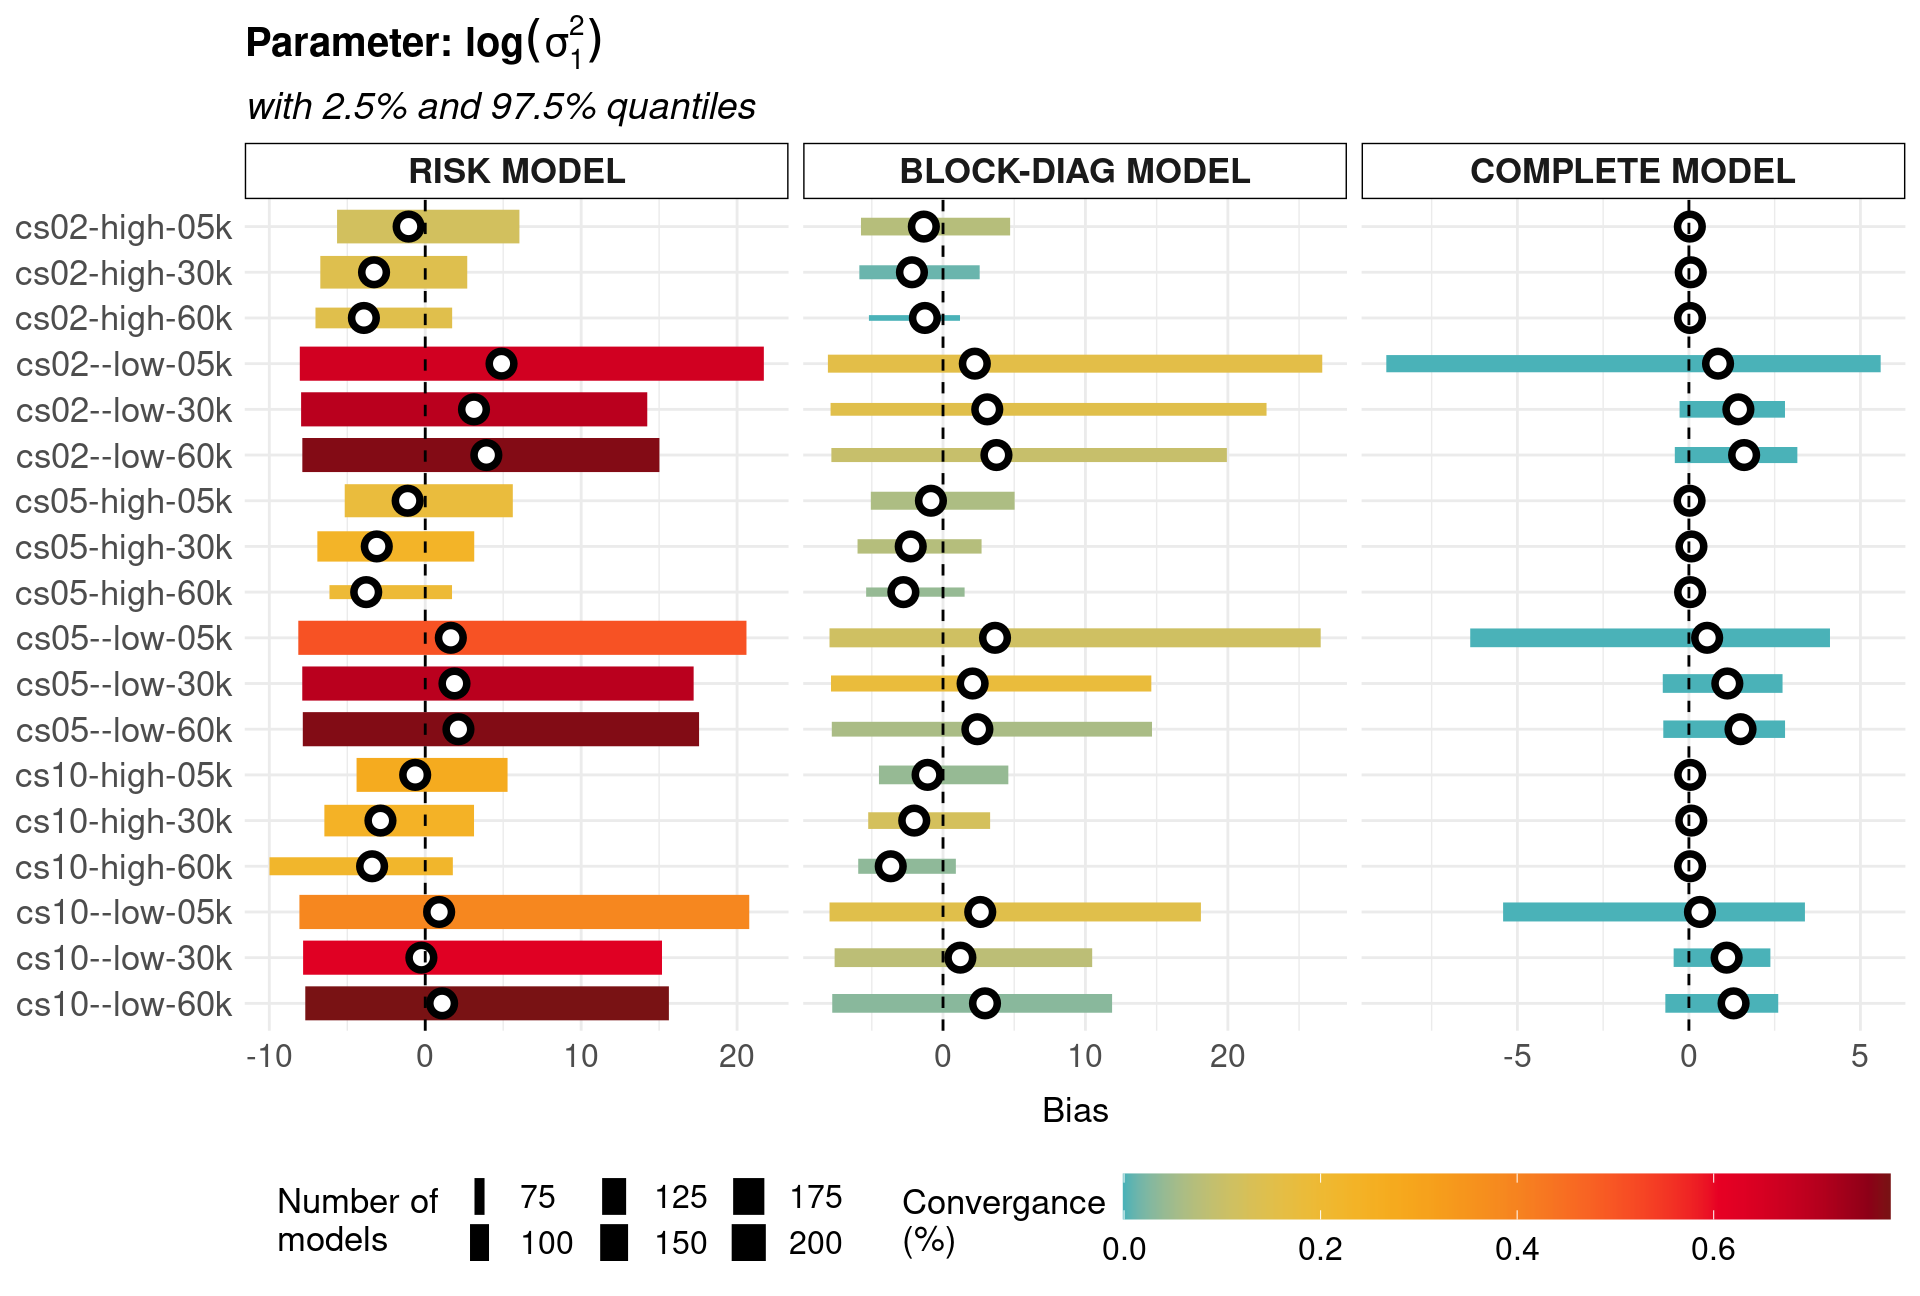 Parameter: log(σ₁²)
with 2.5% and 97.5% quantiles
RISK MODEL BLOCK-DIAG MODEL COMPLETE MODEL
cs02-high-05k
cs02-high-30k
cs02-high-60k
cs02--low-05k
cs02--low-30k
cs02--low-60k
cs05-high-05k
cs05-high-30k
cs05-high-60k
cs05--low-05k
cs05--low-30k
cs05--low-60k
cs10-high-05k
cs10-high-30k
cs10-high-60k
cs10--low-05k
cs10--low-30k
cs10--low-60k
-10 0 10 20 0 10 20 -5 0 5
Bias
Number of models
75 125 175
100 150 200
Convergance (%)
0.0 0.2 0.4 0.6